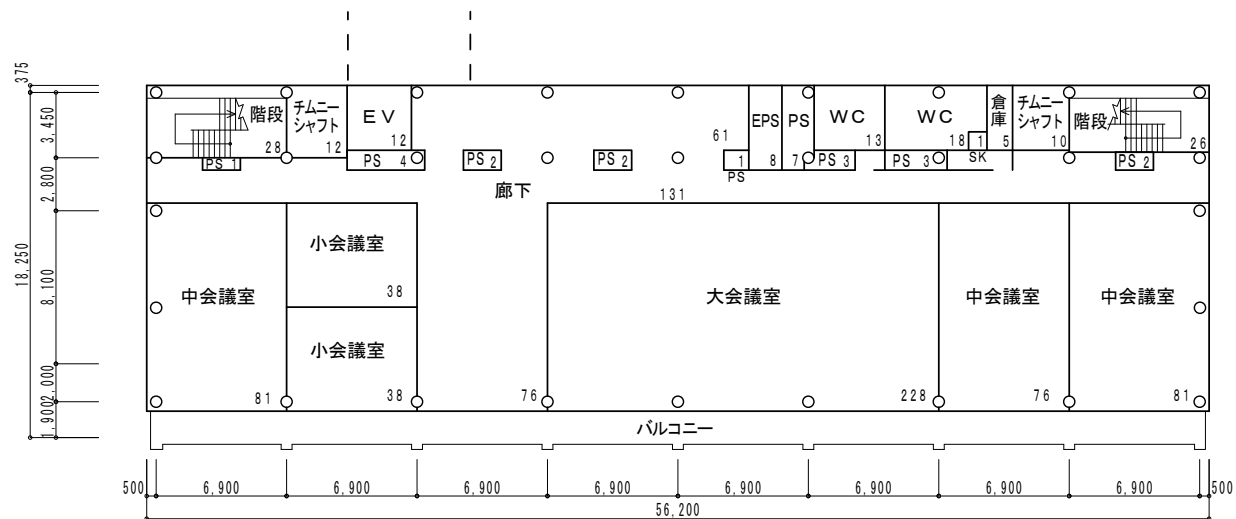 375
3,450
2,800
18,250
8,100
2,000
1,900
階段
28
チムニー
シャフト
12
EV
12
61
EPS
8
PS
7
WC
13
WC
18
1
倉庫
5
チムニー
シャフト
10
階段
26
PS 1
PS 4
PS 2
PS 2
1
PS
PS 3
PS 3
SK
PS 2
廊下
131
中会議室
81
小会議室
38
小会議室
38
76
大会議室
228
中会議室
76
中会議室
81
バルコニー
500
6,900
6,900
6,900
6,900
6,900
6,900
6,900
6,900
500
56,200